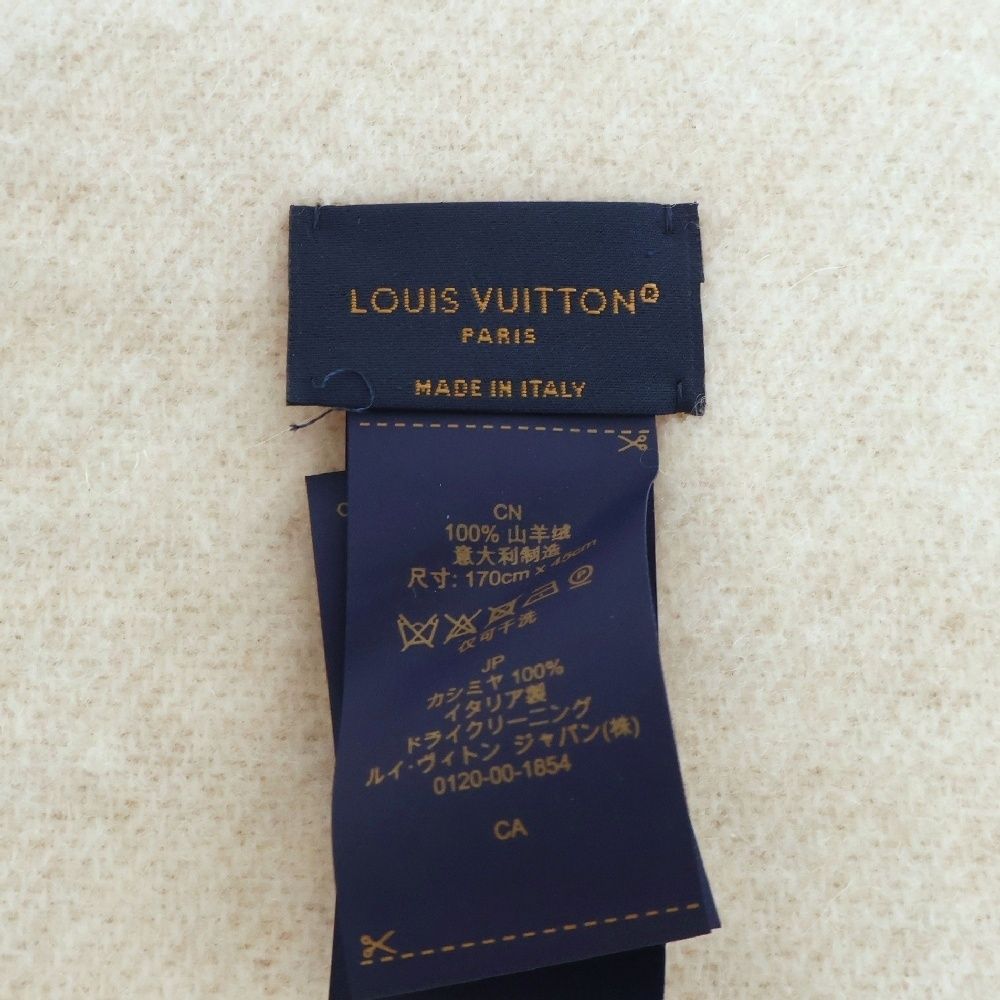 LOUIS VUITTON®
PARIS
MADE IN ITALY
CN
100% 山羊绒
意大利制造
尺寸: 170cm x 45cm
仅可干洗
JP
カシミヤ 100%
イタリア製
ドライクリーニング
ルイ・ヴィトン ジャパン(株)
0120-00-1854
CA